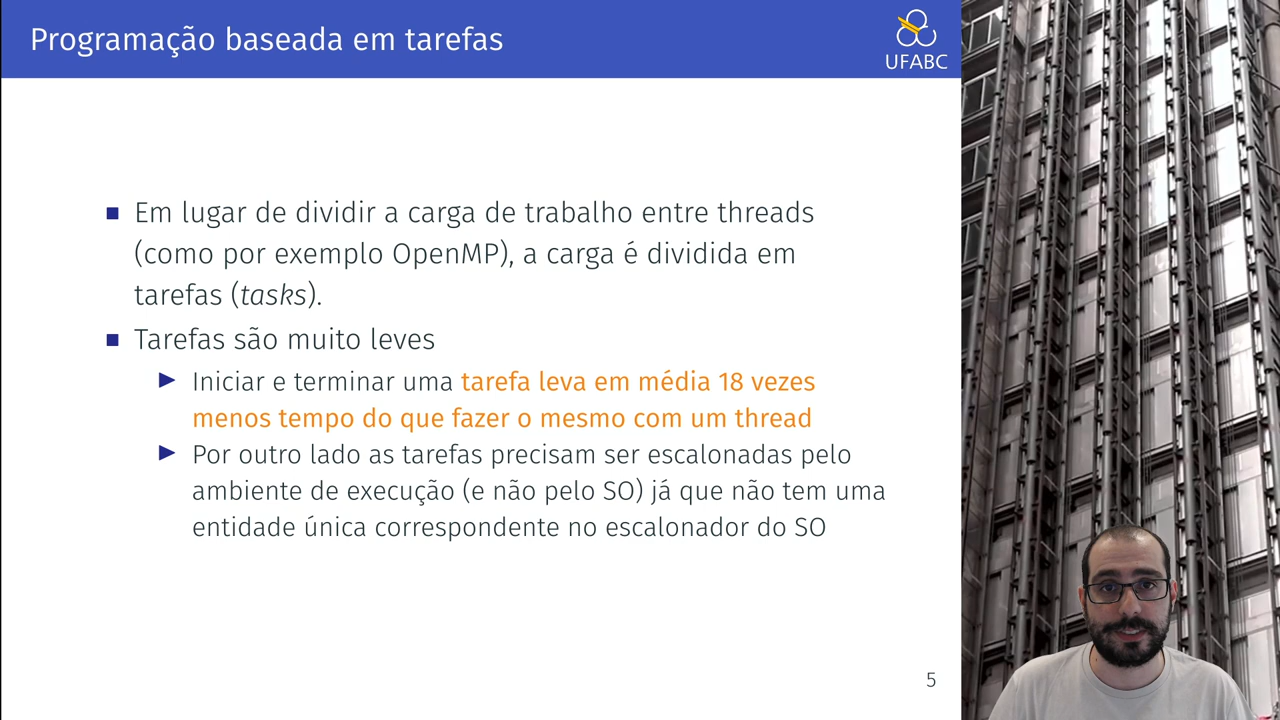 Programação baseada em tarefas
UFABC
■ Em lugar de dividir a carga de trabalho entre threads
(como por exemplo OpenMP), a carga é dividida em
tarefas (tasks).
■ Tarefas são muito leves
▶ Iniciar e terminar uma tarefa leva em média 18 vezes
menos tempo do que fazer o mesmo com um thread
▶ Por outro lado as tarefas precisam ser escalonadas pelo
ambiente de execução (e não pelo SO) já que não tem uma
entidade única correspondente no escalonador do SO
5